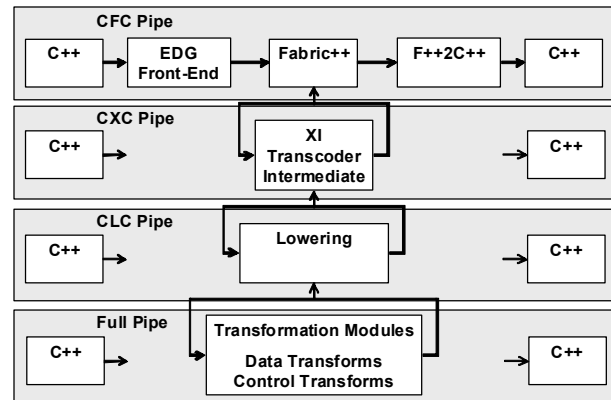 CFC Pipe
C++
EDG
Front-End
Fabric++
F++2C++
C++
CXC Pipe
C++
XI
Transcoder
Intermediate
C++
CLC Pipe
C++
Lowering
C++
Full Pipe
C++
Transformation Modules
Data Transforms
Control Transforms
C++